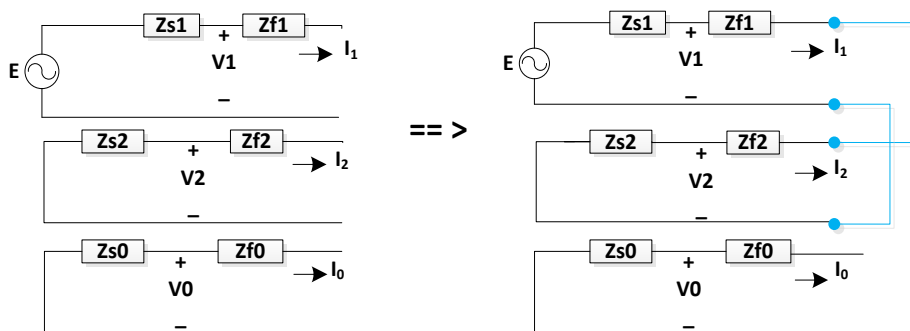 Zs1 Zf1
+
V1
I1
E
−
Zs2 Zf2
+
V2
I2
−
Zs0 Zf0
+
V0
I0
−
== >
Zs1 Zf1
+
V1
I1
E
−
Zs2 Zf2
+
V2
I2
−
Zs0 Zf0
+
V0
I0
−